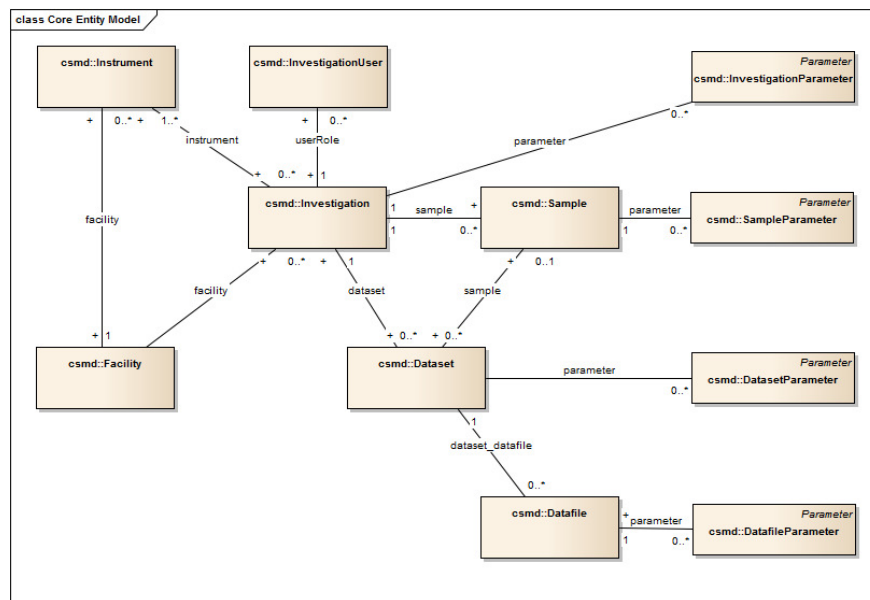 class Core Entity Model
csmd::Instrument
csmd::InvestigationUser
Parameter
csmd::InvestigationParameter
+ 0..* + 1..*
+ 0..*
0..*
instrument
userRole
parameter
+ 0..*
+ 1
csmd::Investigation
1
sample
+
csmd::Sample
parameter
Parameter
csmd::SampleParameter
1
0..*
1
0..*
facility
+ 0..*
+ 1
+ 0..1
facility
dataset
sample
+ 1
+ 0..*
+ 0..*
csmd::Facility
csmd::Dataset
parameter
Parameter
csmd::DatasetParameter
0..*
1
dataset_datafile
0..*
csmd::Datafile
+
parameter
1
0..*
Parameter
csmd::DatafileParameter